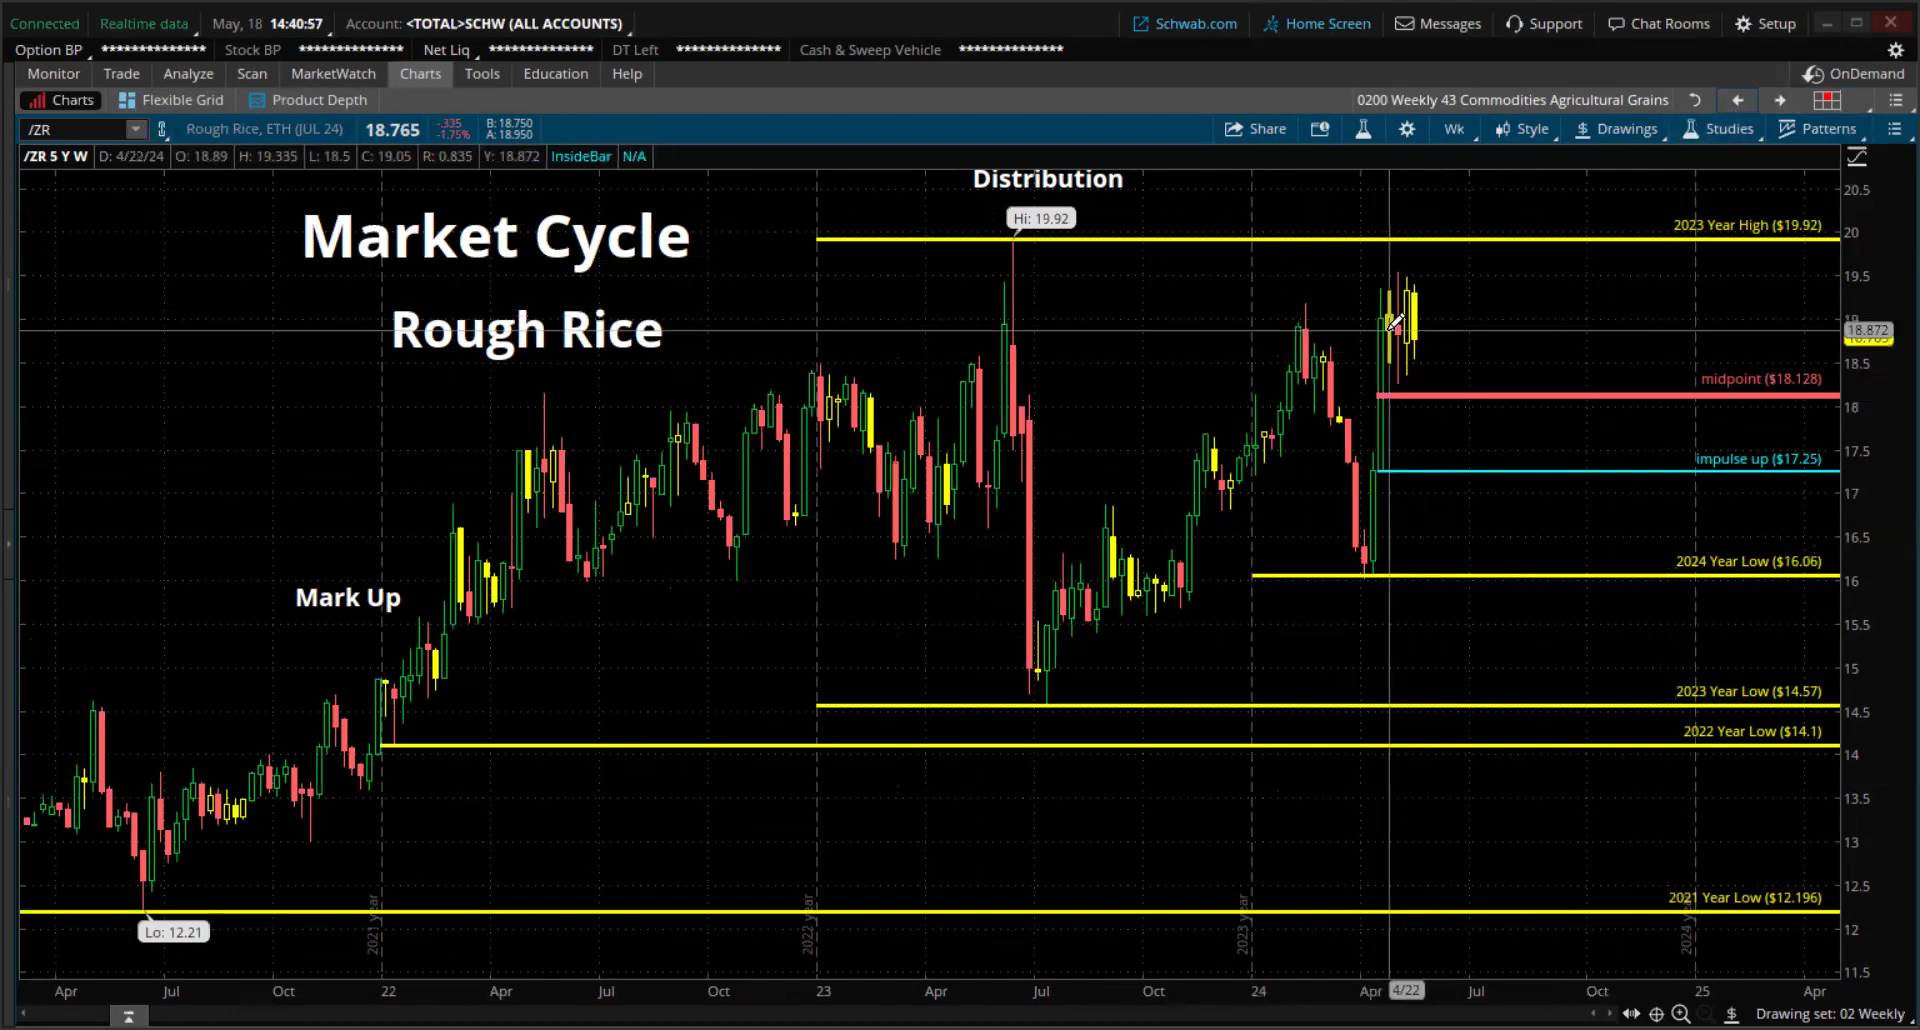 Connected Realtime data May, 18 14:40:57 Account: <TOTAL>SCHW (ALL ACCOUNTS) Schwab.com Home Screen Messages Support Chat Rooms Setup
Option BP ************** Stock BP ************** Net Liq ************** DT Left ************** Cash & Sweep Vehicle **************
Monitor Trade Analyze Scan MarketWatch Charts Tools Education Help OnDemand
Charts Flexible Grid Product Depth 0200 Weekly 43 Commodities Agricultural Grains
/ZR Rough Rice, ETH (JUL 24) 18.765 -.335 -1.75% B: 18.750 A: 18.950 Share Wk Style Drawings Studies Patterns
/ZR 5 Y W D: 4/22/24 O: 18.89 H: 19.335 L: 18.5 C: 19.05 R: 0.835 Y: 18.872 InsideBar N/A
Distribution
20.5
Hi: 19.92
Market Cycle
2023 Year High ($19.92)
20
19.5
Rough Rice
19
18.872
18.5
midpoint ($18.128)
18
17.5
impulse up ($17.25)
17
16.5
2024 Year Low ($16.06)
16
Mark Up
15.5
15
2023 Year Low ($14.57)
14.5
2022 Year Low ($14.1)
14
13.5
13
12.5
2021 Year Low ($12.196)
Lo: 12.21
12
2021 year 2022 year 2023 year 2024 year
11.5
Apr Jul Oct 22 Apr Jul Oct 23 Apr Jul Oct 24 Apr 4/22 Jul Oct 25 Apr
Drawing set: 02 Weekly